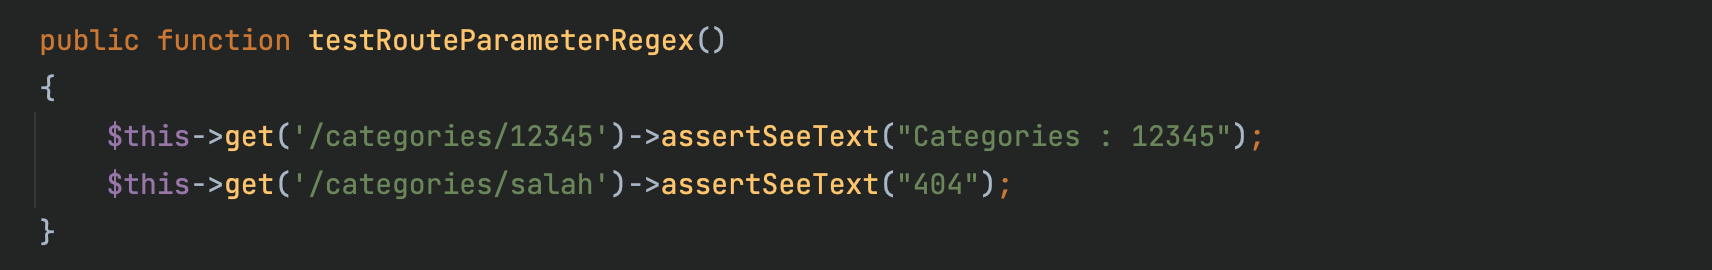 public function testRouteParameterRegex()
{
    $this->get('/categories/12345')->assertSeeText("Categories : 12345");
    $this->get('/categories/salah')->assertSeeText("404");
}